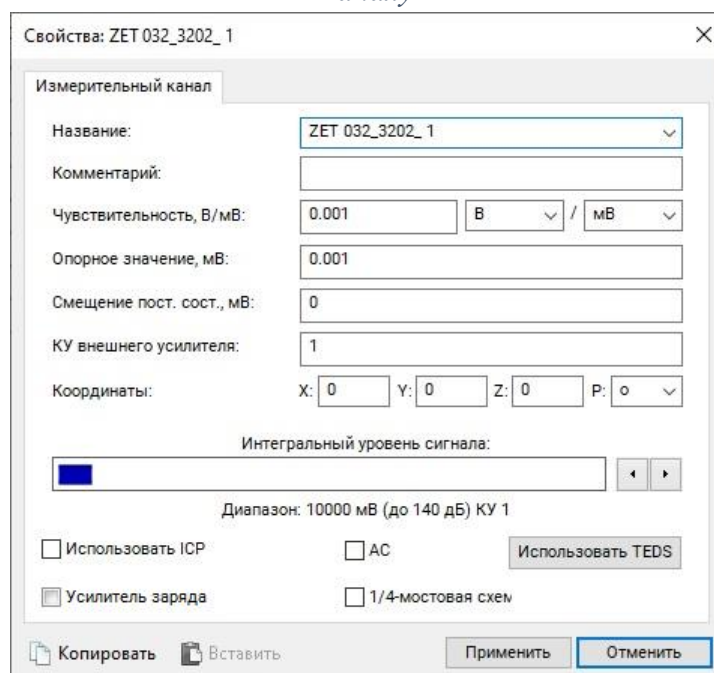 Свойства: ZET 032_3202_ 1
Измерительный канал
Название: ZET 032_3202_ 1
Комментарий:
Чувствительность, В/мВ: 0.001 В / мВ
Опорное значение, мВ: 0.001
Смещение пост. сост., мВ: 0
КУ внешнего усилителя: 1
Координаты: X: 0 Y: 0 Z: 0 P: о
Интегральный уровень сигнала:
Диапазон: 10000 мВ (до 140 дБ) КУ 1
Использовать ICP AC Использовать TEDS
Усилитель заряда 1/4-мостовая схем
Копировать Вставить Применить Отменить